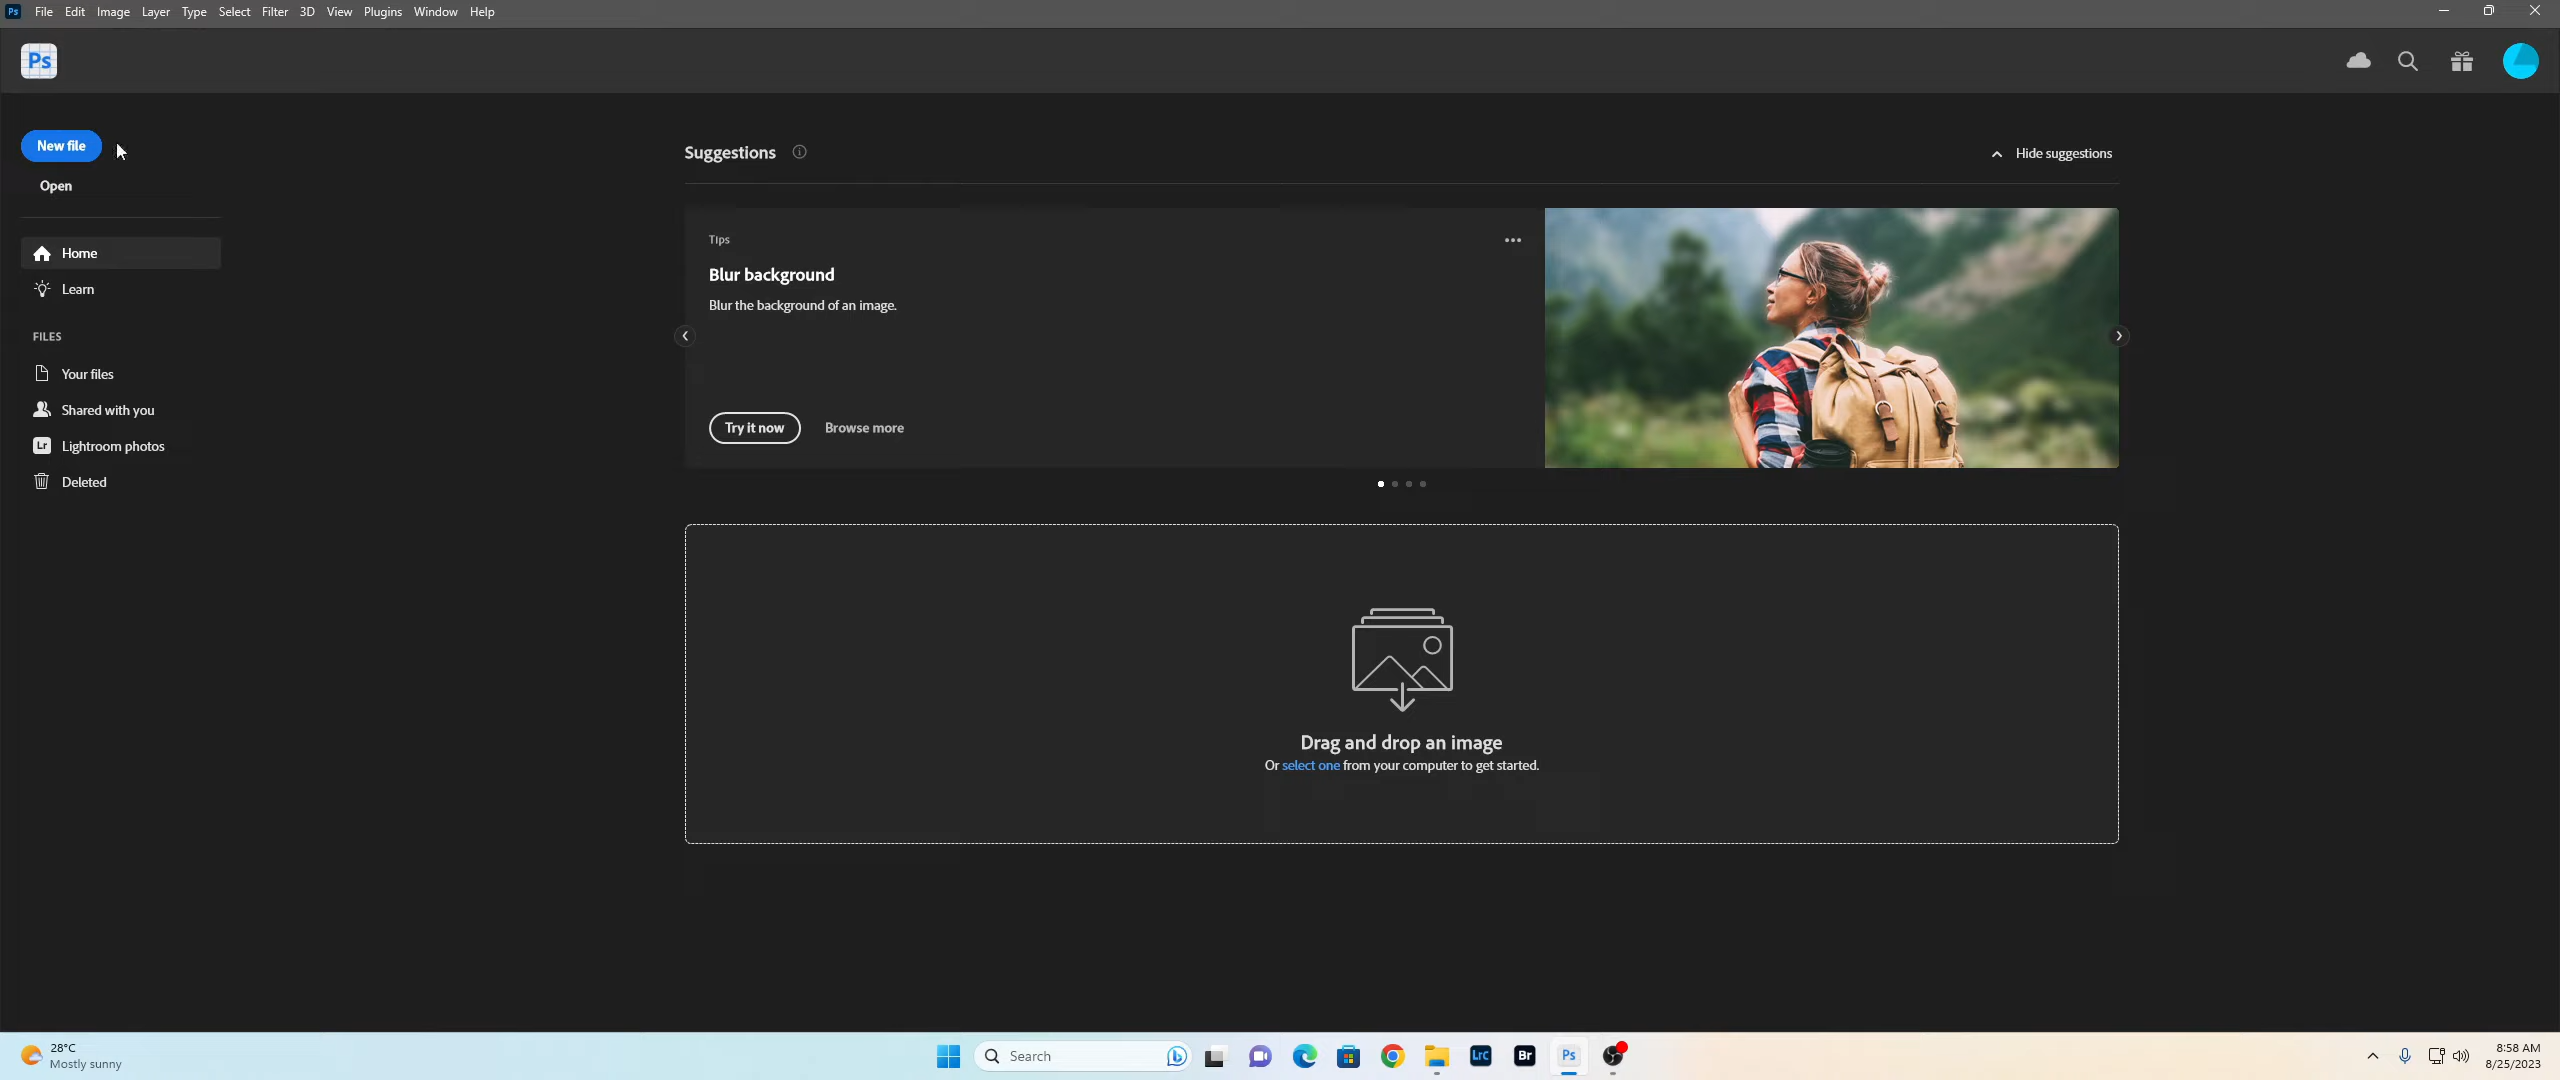 Ps File Edit Image Layer Type Select Filter 3D View Plugins Window Help
Ps
New file
Open
Home
Learn
FILES
Your files
Shared with you
Lr Lightroom photos
Deleted
Suggestions
Hide suggestions
Tips
Blur background
Blur the background of an image.
Try it now Browse more
Drag and drop an image
Or select one from your computer to get started.
28°C
Mostly sunny
Search
Lrc Br Ps
8:58 AM
8/25/2023